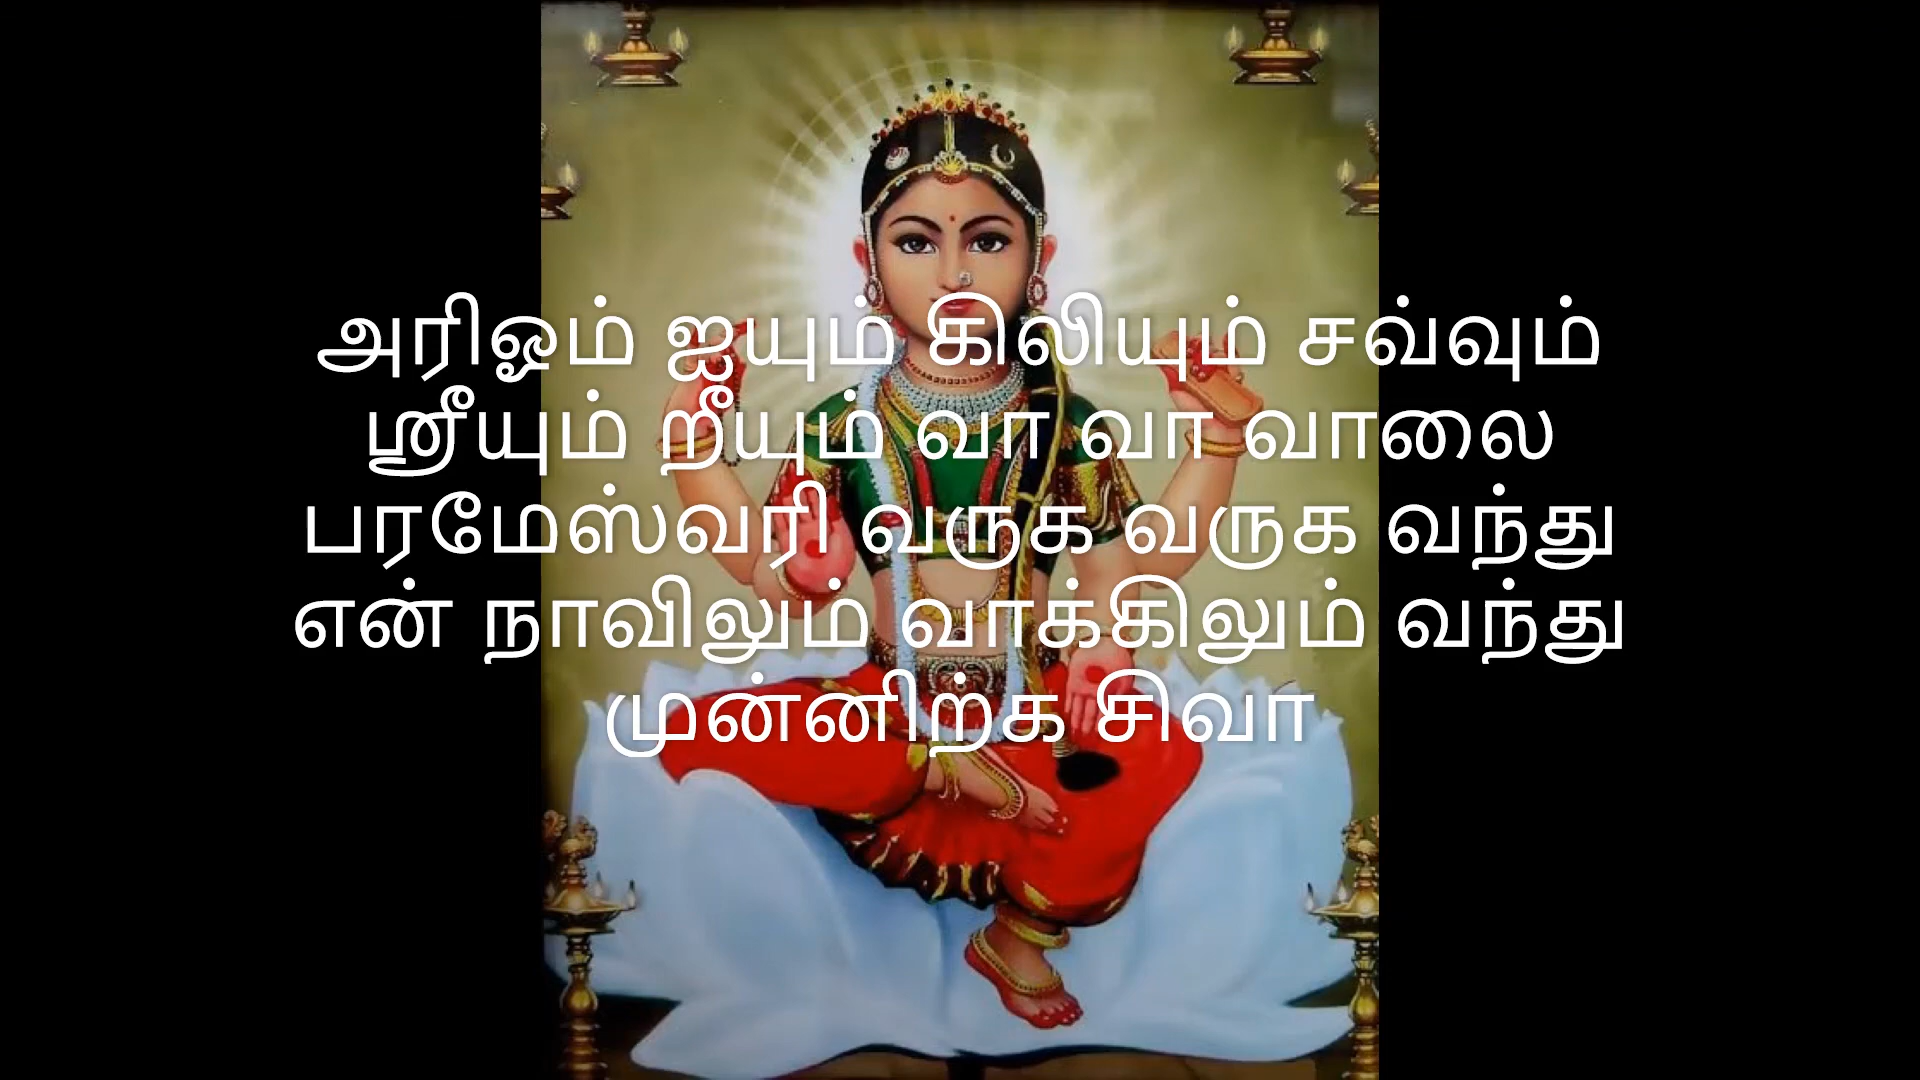 அரிஓம் ஐயும் கிலியும் சவ்வும்
ஸ்ரீயும் றீயும் வா வா வாலை
பரமேஸ்வரி வருக வருக வந்து
என் நாவிலும் வாக்கிலும் வந்து
முன்னிற்க சிவா